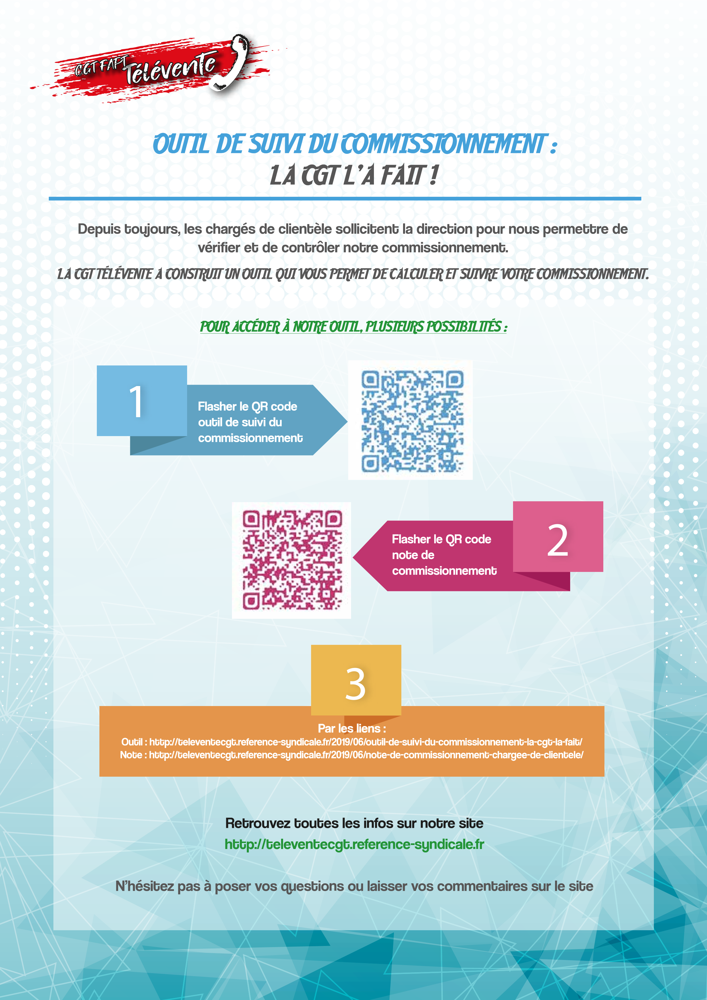 CGT FAPT Télévente
OUTIL DE SUIVI DU COMMISSIONNEMENT :
LA CGT L'A FAIT !
Depuis toujours, les chargés de clientèle sollicitent la direction pour nous permettre de
vérifier et de contrôler notre commissionnement.
LA CGT TÉLÉVENTE A CONSTRUIT UN OUTIL QUI VOUS PERMET DE CALCULER ET SUIVRE VOTRE COMMISSIONNEMENT.
POUR ACCÉDER À NOTRE OUTIL, PLUSIEURS POSSIBILITÉS :
1
Flasher le QR code
outil de suivi du
commissionnement
2
Flasher le QR code
note de
commissionnement
3
Par les liens :
Outil : http://televentecgt.reference-syndicale.fr/2019/06/outil-de-suivi-du-commissionnement-la-cgt-la-fait/
Note : http://televentecgt.reference-syndicale.fr/2019/06/note-de-commissionnement-chargee-de-clientele/
Retrouvez toutes les infos sur notre site
http://televentecgt.reference-syndicale.fr
N'hésitez pas à poser vos questions ou laisser vos commentaires sur le site